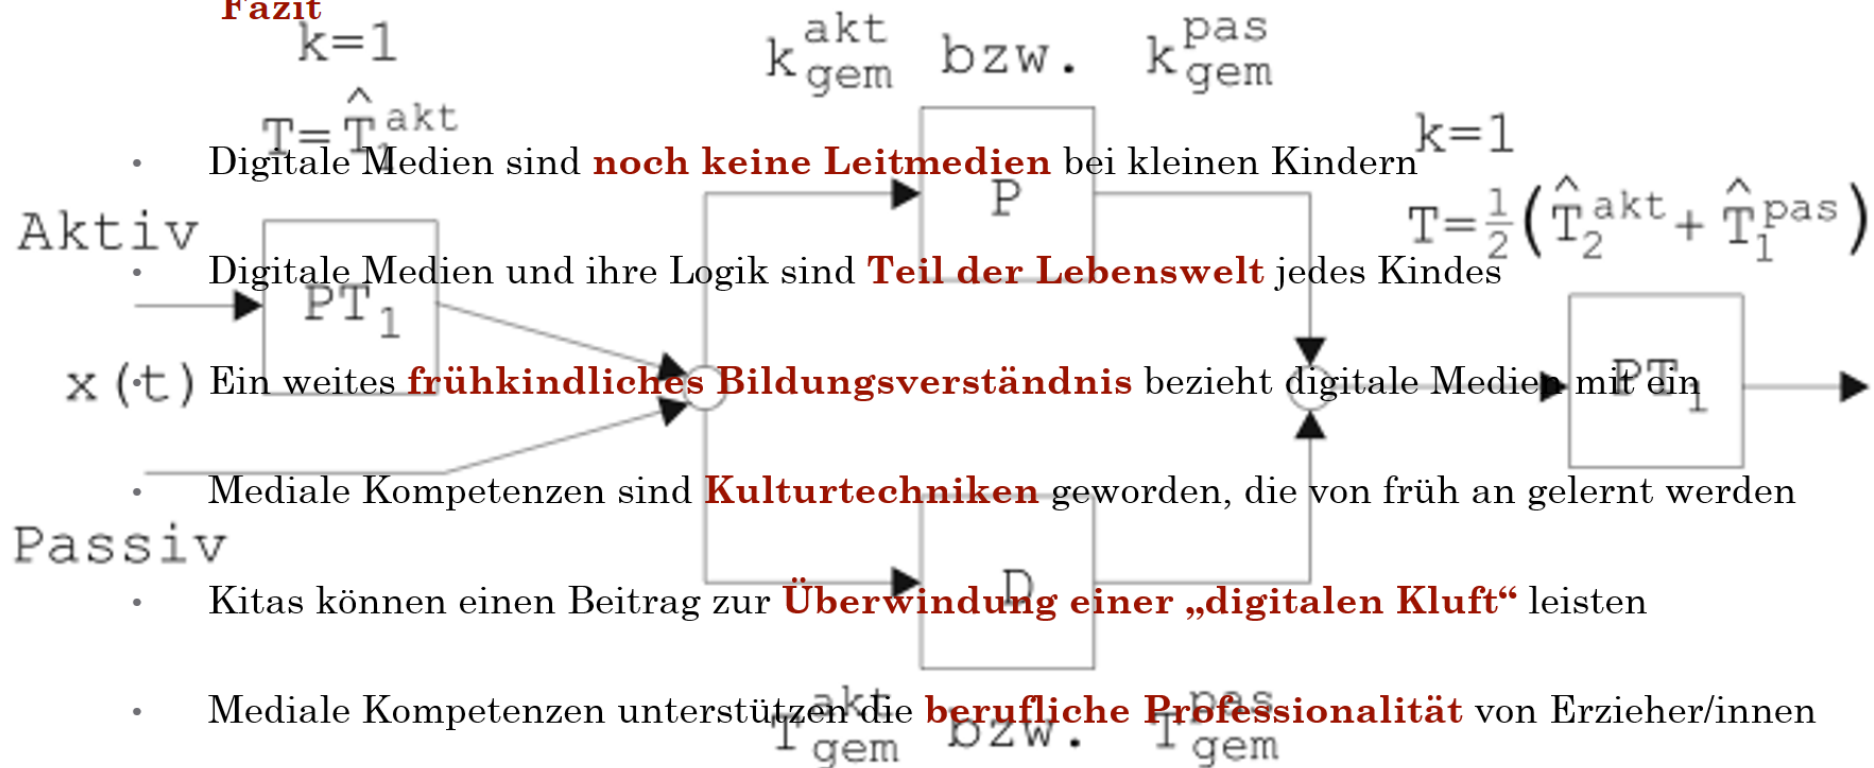 Fazit
k=1
k gem akt bzw. k gem pas
T=T̂1 akt
k=1
• Digitale Medien sind noch keine Leitmedien bei kleinen Kindern
P
T=½(T̂2 akt + T̂1 pas)
Aktiv
• Digitale Medien und ihre Logik sind Teil der Lebenswelt jedes Kindes
PT1
x(t)
• Ein weites frühkindliches Bildungsverständnis bezieht digitale Medien mit ein
PT1
• Mediale Kompetenzen sind Kulturtechniken geworden, die von früh an gelernt werden
Passiv
D
• Kitas können einen Beitrag zur Überwindung einer „digitalen Kluft“ leisten
• Mediale Kompetenzen unterstützen die berufliche Professionalität von Erzieher/innen
T gem akt bzw. T gem pas